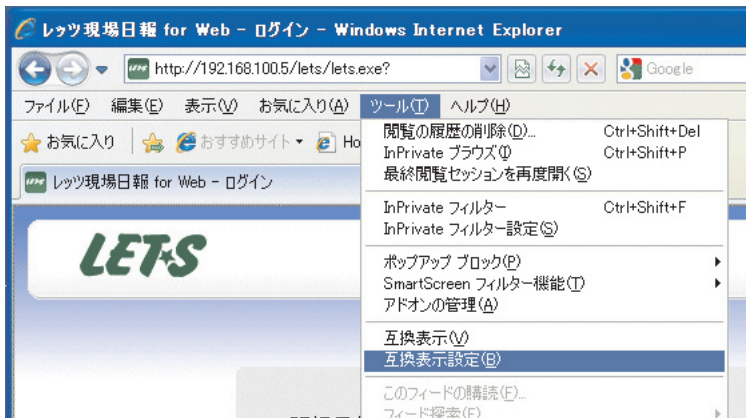 レッツ現場日報 for Web - ログイン - Windows Internet Explorer
http://192.168.100.5/lets/lets.exe?
Google
ファイル(F) 編集(E) 表示(V) お気に入り(A) ツール(T) ヘルプ(H)
お気に入り おすすめサイト Ho
レッツ現場日報 for Web - ログイン
LETS
閲覧の履歴の削除(D)... Ctrl+Shift+Del
InPrivate ブラウズ(I) Ctrl+Shift+P
最終閲覧セッションを再度開く(S)
InPrivate フィルター Ctrl+Shift+F
InPrivate フィルター設定(S)
ポップアップ ブロック(P)
SmartScreen フィルター機能(T)
アドオンの管理(A)
互換表示(V)
互換表示設定(B)
このフィードの購読(F)...
フィード探索(E)